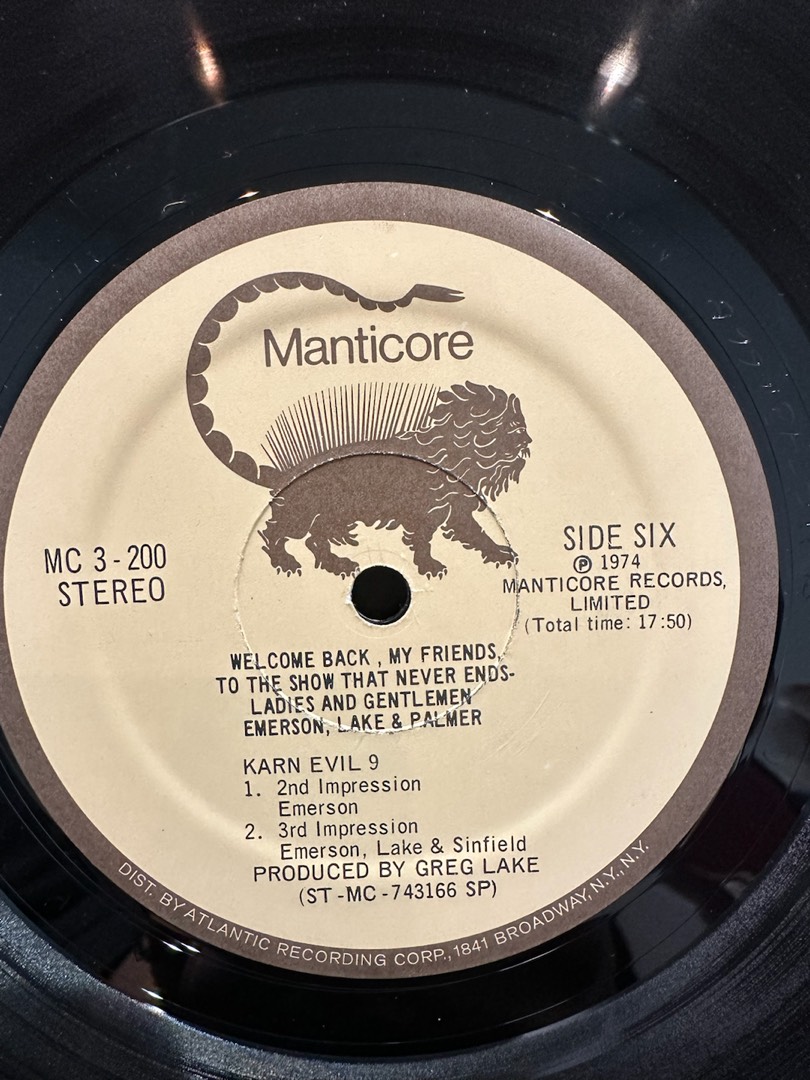 Manticore
MC 3-200
STEREO
SIDE SIX
Ⓟ 1974
MANTICORE RECORDS,
LIMITED
(Total time: 17:50)
WELCOME BACK , MY FRIENDS,
TO THE SHOW THAT NEVER ENDS-
LADIES AND GENTLEMEN
EMERSON, LAKE & PALMER
KARN EVIL 9
1. 2nd Impression
Emerson
2. 3rd Impression
Emerson, Lake & Sinfield
PRODUCED BY GREG LAKE
(ST-MC-743166 SP)
DIST. BY ATLANTIC RECORDING CORP., 1841 BROADWAY, N.Y., N.Y.